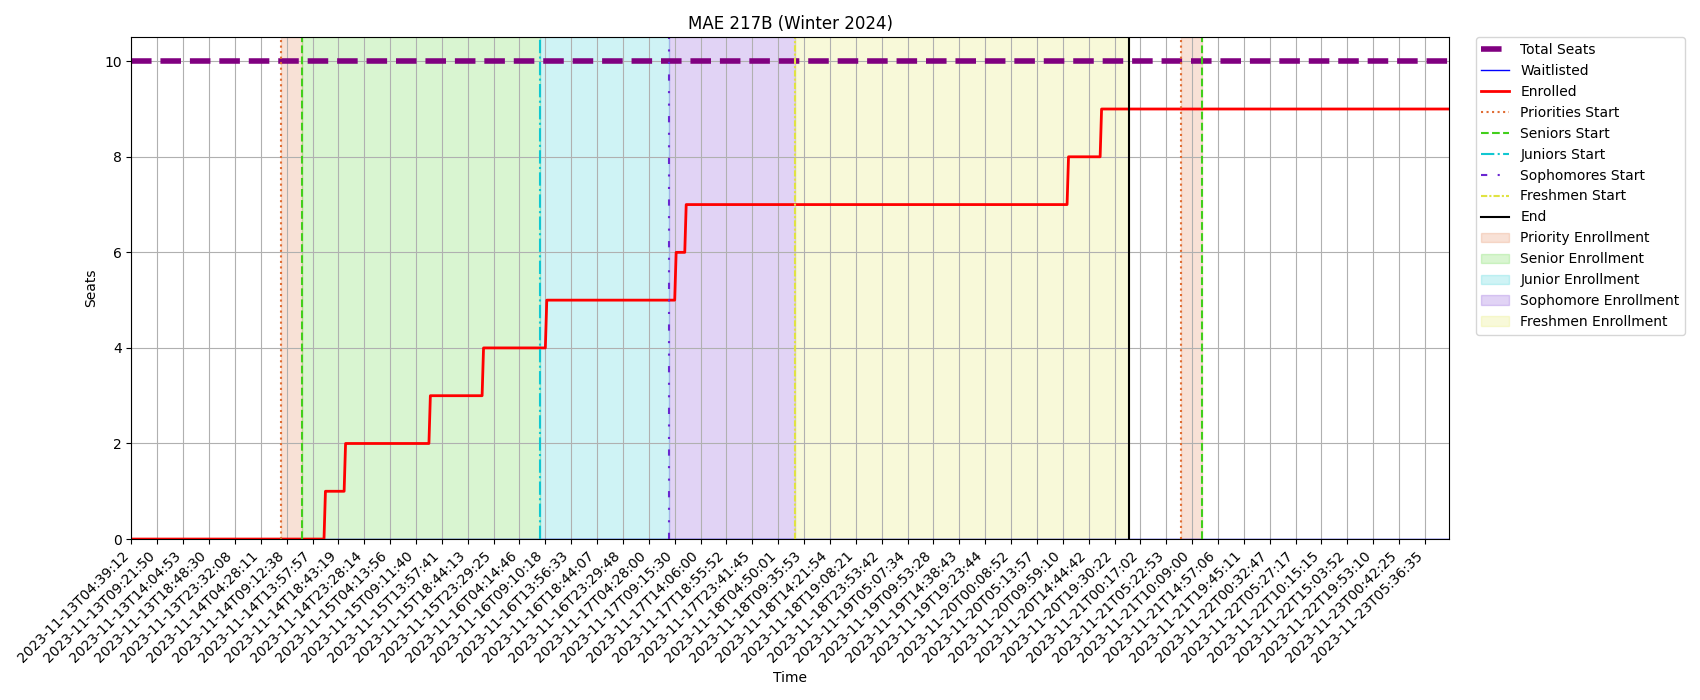 MAE 217B (Winter 2024)
10
8
6
4
2
0
Seats
2023-11-13T04:39:12
2023-11-13T09:21:50
2023-11-13T14:04:53
2023-11-13T18:48:30
2023-11-13T23:32:08
2023-11-14T04:28:11
2023-11-14T09:12:38
2023-11-14T13:57:57
2023-11-14T18:43:19
2023-11-14T23:28:14
2023-11-15T04:13:56
2023-11-15T09:11:40
2023-11-15T13:57:41
2023-11-15T18:44:13
2023-11-15T23:29:25
2023-11-16T04:14:46
2023-11-16T09:10:18
2023-11-16T13:56:33
2023-11-16T18:44:07
2023-11-16T23:29:48
2023-11-17T04:28:00
2023-11-17T09:15:30
2023-11-17T14:06:00
2023-11-17T18:55:52
2023-11-17T23:41:45
2023-11-18T04:50:01
2023-11-18T09:35:53
2023-11-18T14:21:54
2023-11-18T19:08:21
2023-11-18T23:53:42
2023-11-19T05:07:34
2023-11-19T09:53:28
2023-11-19T14:38:43
2023-11-19T19:23:44
2023-11-20T00:08:52
2023-11-20T05:13:57
2023-11-20T09:59:10
2023-11-20T14:44:42
2023-11-20T19:30:22
2023-11-21T00:17:02
2023-11-21T05:22:53
2023-11-21T10:09:00
2023-11-21T14:57:06
2023-11-21T19:45:11
2023-11-22T00:32:47
2023-11-22T05:27:17
2023-11-22T10:15:15
2023-11-22T15:03:52
2023-11-22T19:53:10
2023-11-23T00:42:25
2023-11-23T05:36:35
Time
Total Seats
Waitlisted
Enrolled
Priorities Start
Seniors Start
Juniors Start
Sophomores Start
Freshmen Start
End
Priority Enrollment
Senior Enrollment
Junior Enrollment
Sophomore Enrollment
Freshmen Enrollment